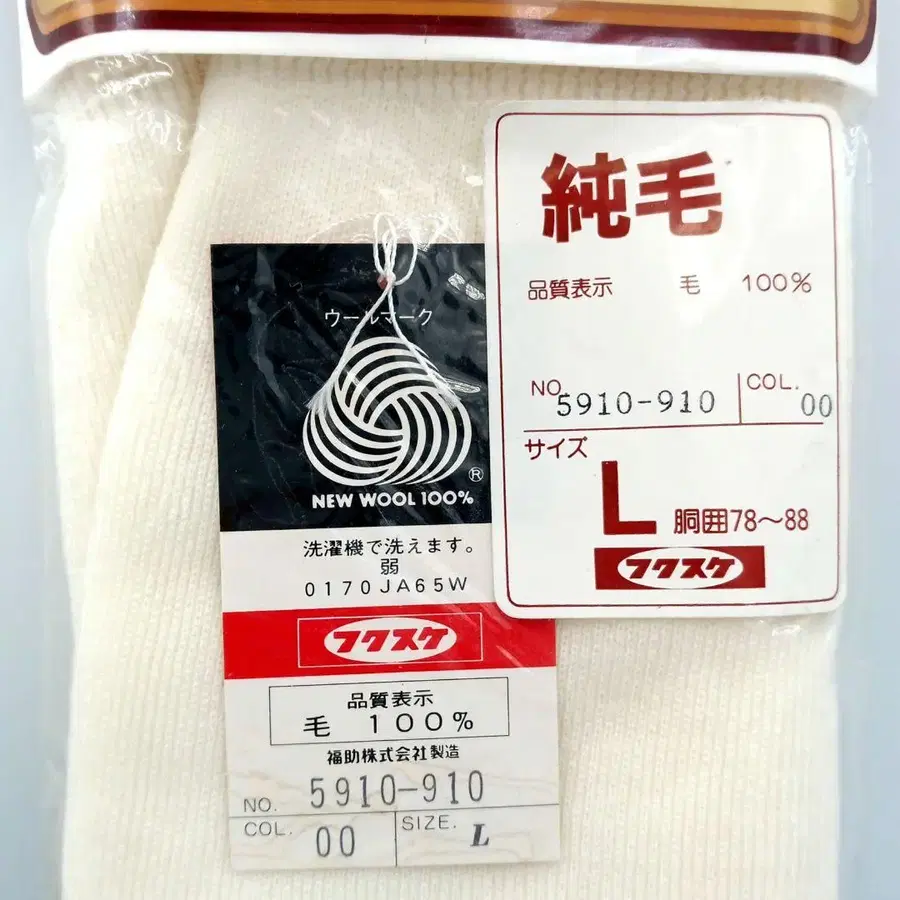 純毛
品質表示 毛 100%
NO. 5910-910 COL. 00
サイズ
L 胴囲78～88
フクスケ
ウールマーク
®
NEW WOOL 100%
洗濯機で洗えます。
弱
0170JA65W
フクスケ
品質表示
毛 100%
福助株式会社製造
NO. 5910-910
COL. 00 SIZE. L